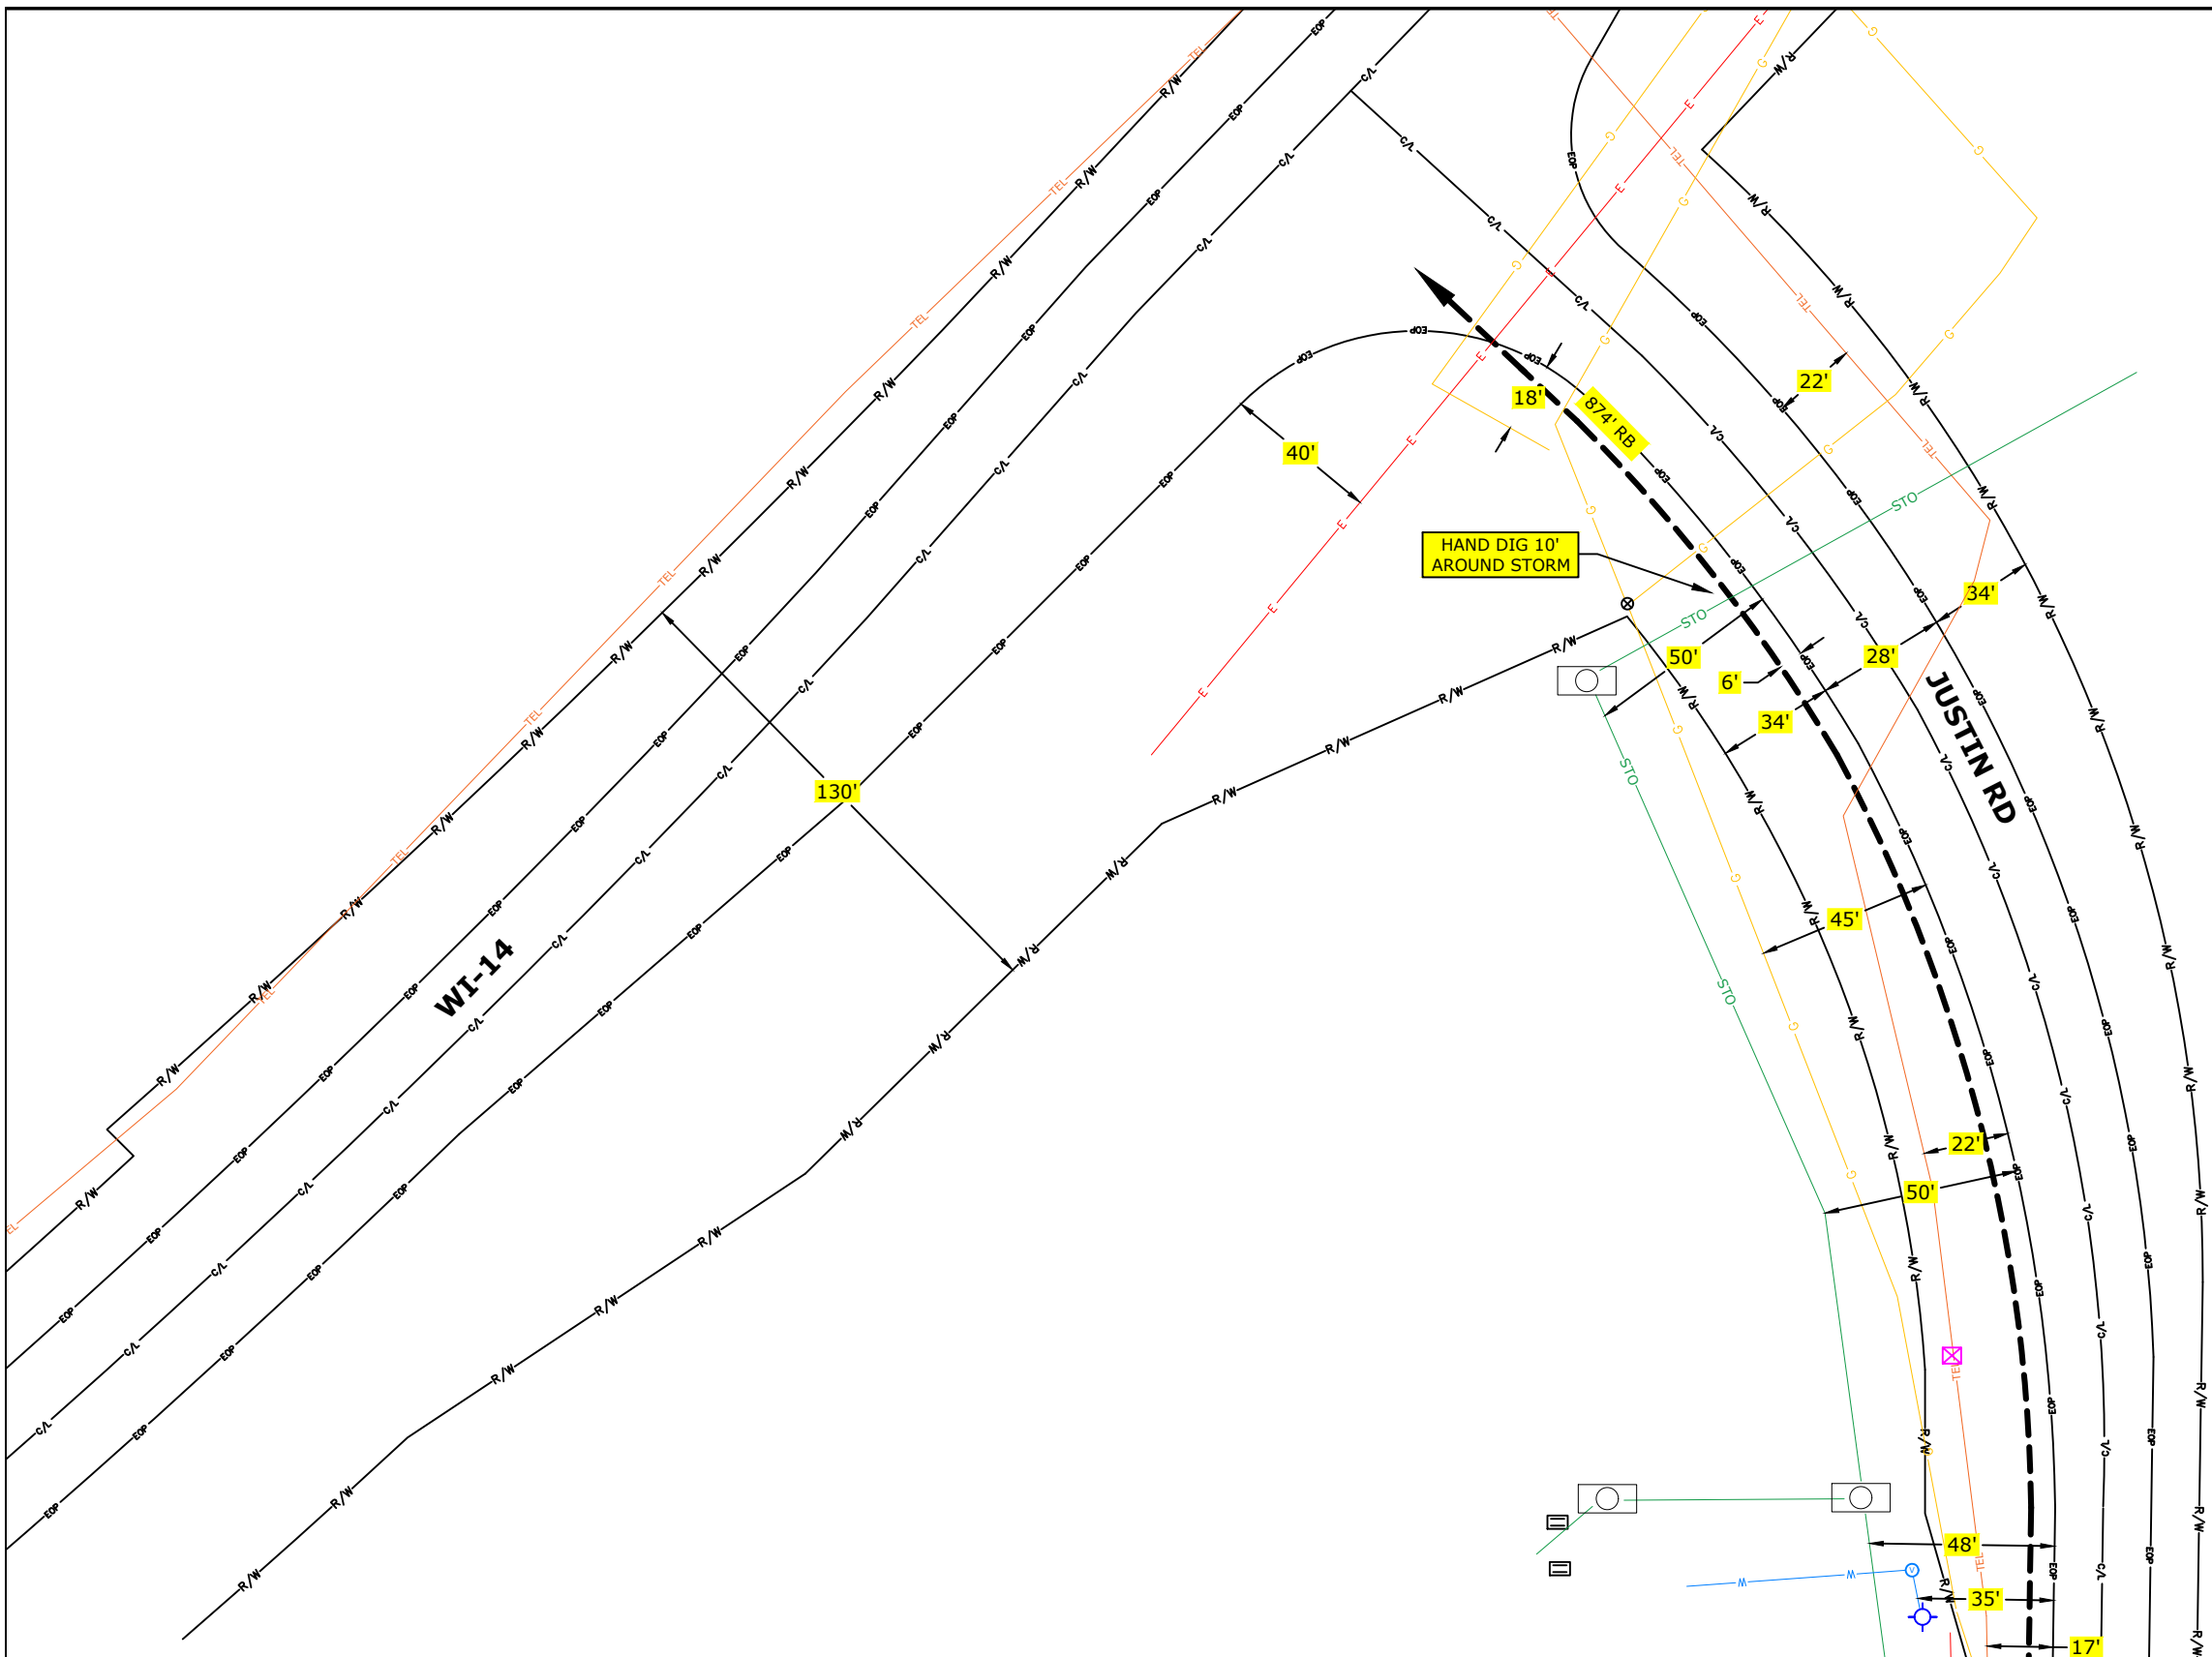 22'
18'
874' RB
40'
HAND DIG 10'
AROUND STORM
34'
50'
28'
6'
34'
JUSTIN RD
130'
45'
WI-14
22'
50'
48'
35'
17'
R/W
EOP
C/L
TEL
E
G
STO
W
V